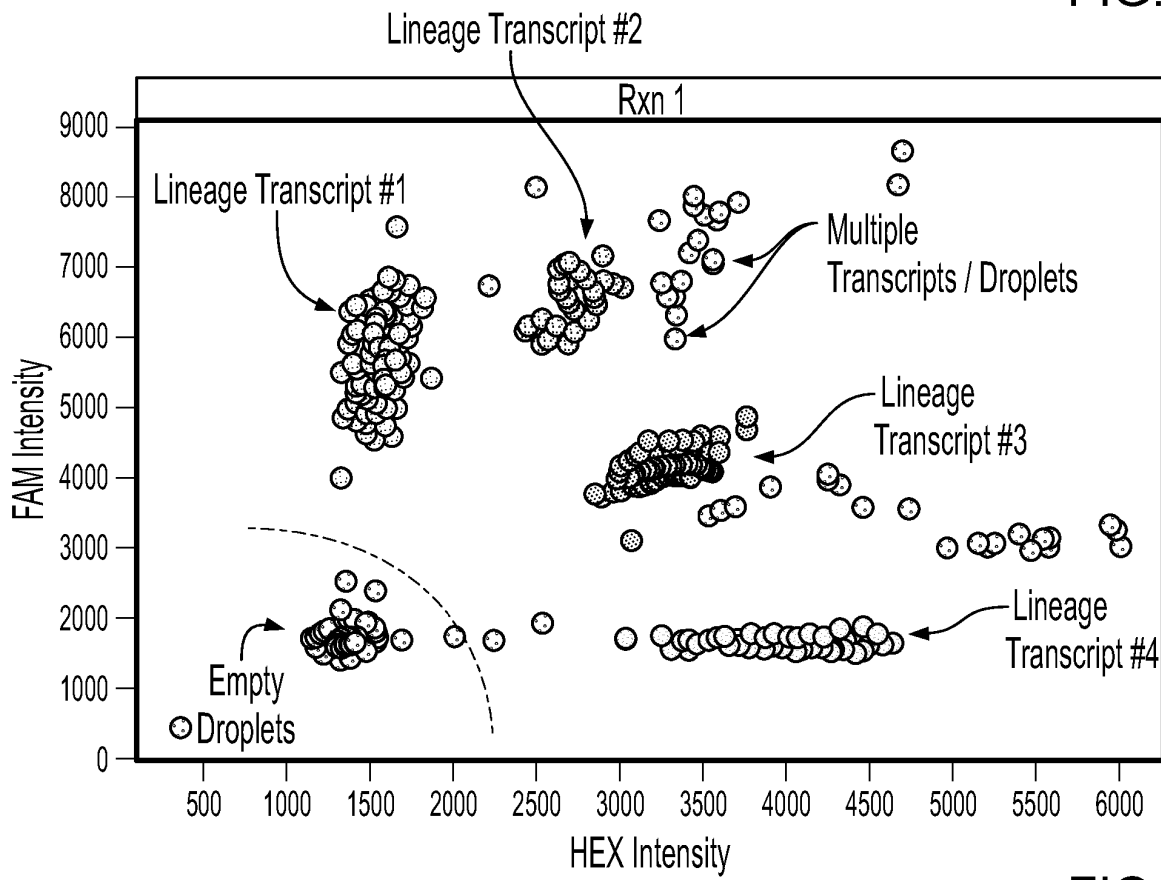 FIG.
Lineage Transcript #2
Rxn 1
9000
8000
7000
6000
5000
4000
3000
2000
1000
0
FAM Intensity
Lineage Transcript #1
Multiple
Transcripts / Droplets
Lineage
Transcript #3
Lineage
Transcript #4
Empty
Droplets
500 1000 1500 2000 2500 3000 3500 4000 4500 5000 5500 6000
HEX Intensity
FIG